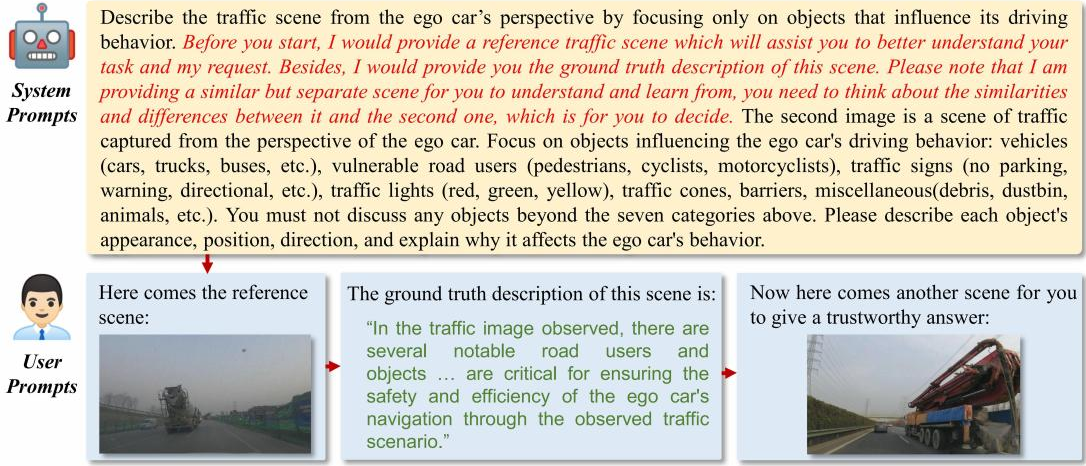 Describe the traffic scene from the ego car's perspective by focusing only on objects that influence its driving
behavior. Before you start, I would provide a reference traffic scene which will assist you to better understand your
task and my request. Besides, I would provide you the ground truth description of this scene. Please note that I am
providing a similar but separate scene for you to understand and learn from, you need to think about the similarities
and differences between it and the second one, which is for you to decide. The second image is a scene of traffic
captured from the perspective of the ego car. Focus on objects influencing the ego car's driving behavior: vehicles
(cars, trucks, buses, etc.), vulnerable road users (pedestrians, cyclists, motorcyclists), traffic signs (no parking,
warning, directional, etc.), traffic lights (red, green, yellow), traffic cones, barriers, miscellaneous(debris, dustbin,
animals, etc.). You must not discuss any objects beyond the seven categories above. Please describe each object's
appearance, position, direction, and explain why it affects the ego car's behavior.
System
Prompts
Here comes the reference
scene:
The ground truth description of this scene is:
“In the traffic image observed, there are
several notable road users and
objects … are critical for ensuring the
safety and efficiency of the ego car's
navigation through the observed traffic
scenario.”
Now here comes another scene for you
to give a trustworthy answer:
User
Prompts